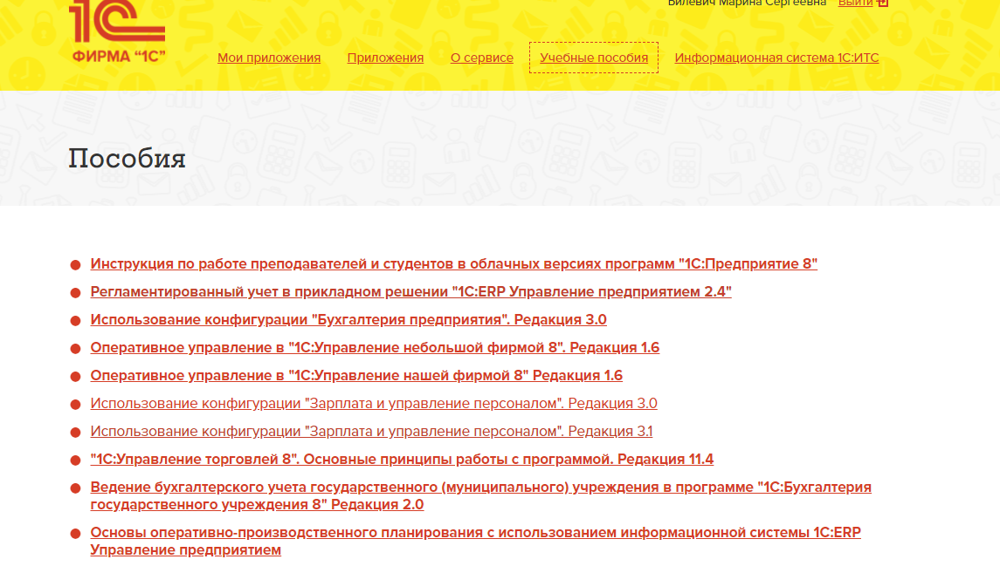 Вилевич Марина Сергеевна Выйти
1С
ФИРМА “1С”
Мои приложения Приложения О сервисе Учебные пособия Информационная система 1С:ИТС
Пособия
Инструкция по работе преподавателей и студентов в облачных версиях программ "1С:Предприятие 8"
Регламентированный учет в прикладном решении "1С:ERP Управление предприятием 2.4"
Использование конфигурации "Бухгалтерия предприятия". Редакция 3.0
Оперативное управление в "1С:Управление небольшой фирмой 8". Редакция 1.6
Оперативное управление в "1С:Управление нашей фирмой 8" Редакция 1.6
Использование конфигурации "Зарплата и управление персоналом". Редакция 3.0
Использование конфигурации "Зарплата и управление персоналом". Редакция 3.1
"1С:Управление торговлей 8". Основные принципы работы с программой. Редакция 11.4
Ведение бухгалтерского учета государственного (муниципального) учреждения в программе "1С:Бухгалтерия
государственного учреждения 8" Редакция 2.0
Основы оперативно-производственного планирования с использованием информационной системы 1С:ERP
Управление предприятием